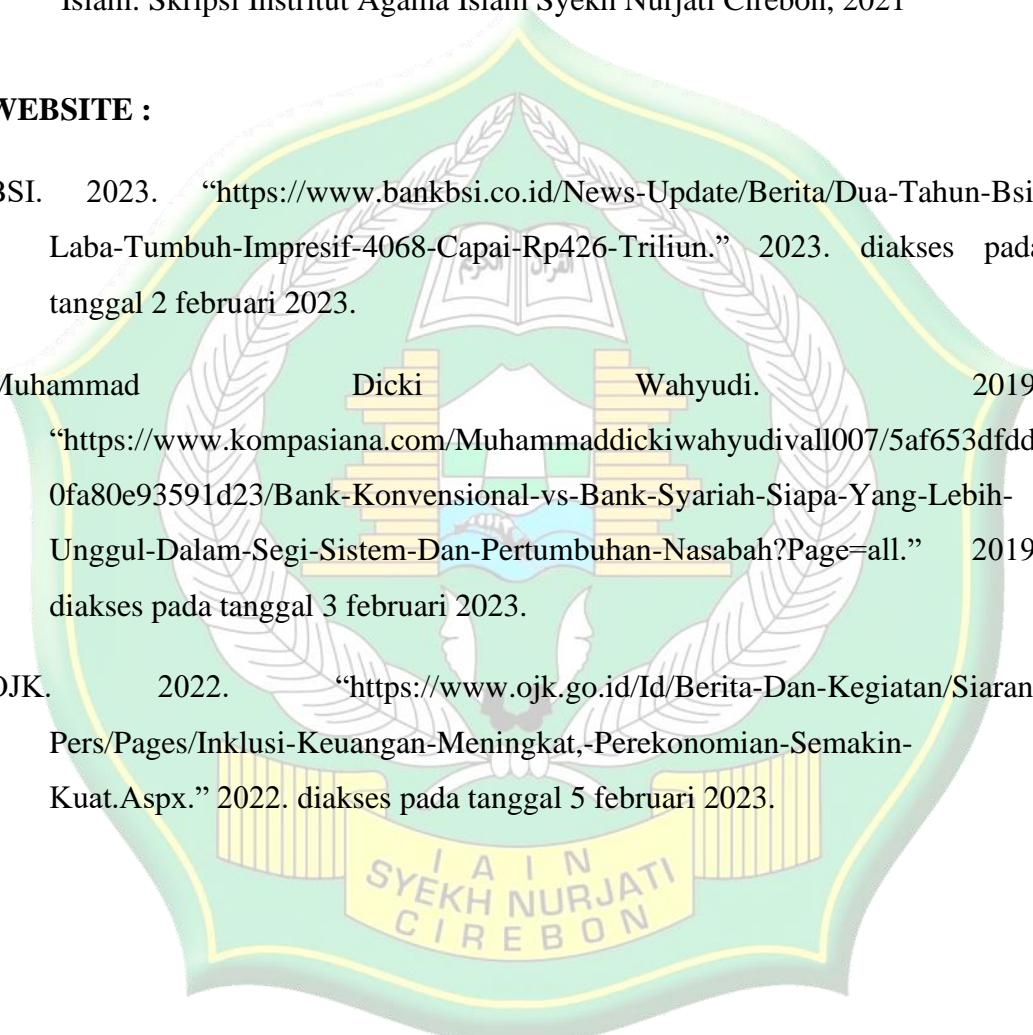 Islam. Skripsi Institut Agama Islam Syekh Nurjati Cirebon, 2021
WEBSITE :
BSI. 2023. “https://www.bankbsi.co.id/News-Update/Berita/Dua-Tahun-Bsi
Laba-Tumbuh-Impresif-4068-Capai-Rp426-Triliun.” 2023. diakses pada
tanggal 2 februari 2023.
Muhammad Dicki Wahyudi. 2019
“https://www.kompasiana.com/Muhammaddickiwahyudivall007/5af653dfdd
0fa80e93591d23/Bank-Konvensional-vs-Bank-Syariah-Siapa-Yang-Lebih-
Unggul-Dalam-Segi-Sistem-Dan-Pertumbuhan-Nasabah?Page=all.” 2019
diakses pada tanggal 3 februari 2023.
OJK. 2022. “https://www.ojk.go.id/Id/Berita-Dan-Kegiatan/Siaran
Pers/Pages/Inklusi-Keuangan-Meningkat,-Perekonomian-Semakin-
Kuat.Aspx.” 2022. diakses pada tanggal 5 februari 2023.
IAIN
SYEKH NURJATI
CIREBON